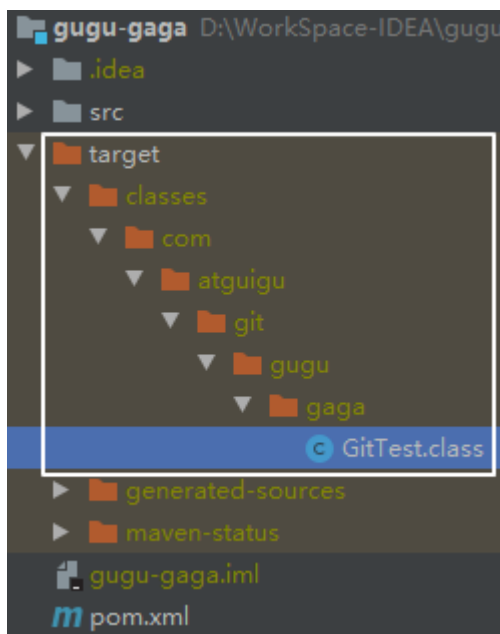 gugu-gaga D:\WorkSpace-IDEA\gugu
.idea
src
target
classes
com
atguigu
git
gugu
gaga
C GitTest.class
generated-sources
maven-status
gugu-gaga.iml
m pom.xml